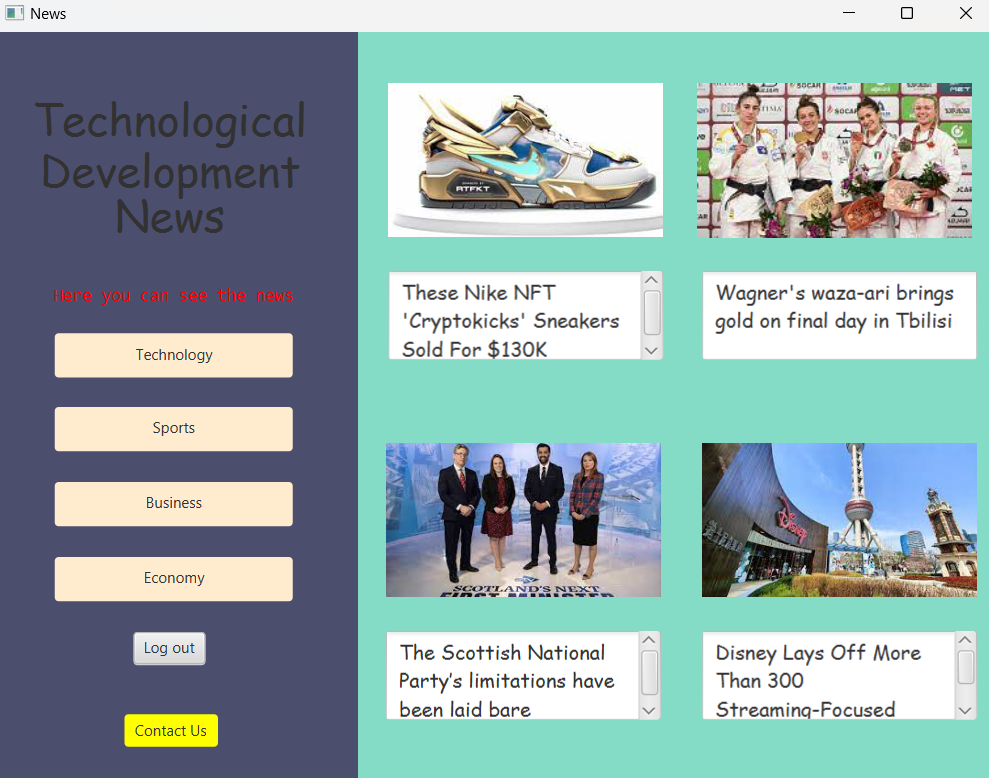 News
Technological
Development
News
Here you can see the news
Technology
Sports
Business
Economy
Log out
Contact Us
RTFKT
SOCAR
These Nike NFT
'Cryptokicks' Sneakers
Sold For $130K
Wagner's waza-ari brings
gold on final day in Tbilisi
SCOTLAND'S NEXT
FIRST MINISTER
Disney
The Scottish National
Party’s limitations have
been laid bare
Disney Lays Off More
Than 300
Streaming-Focused